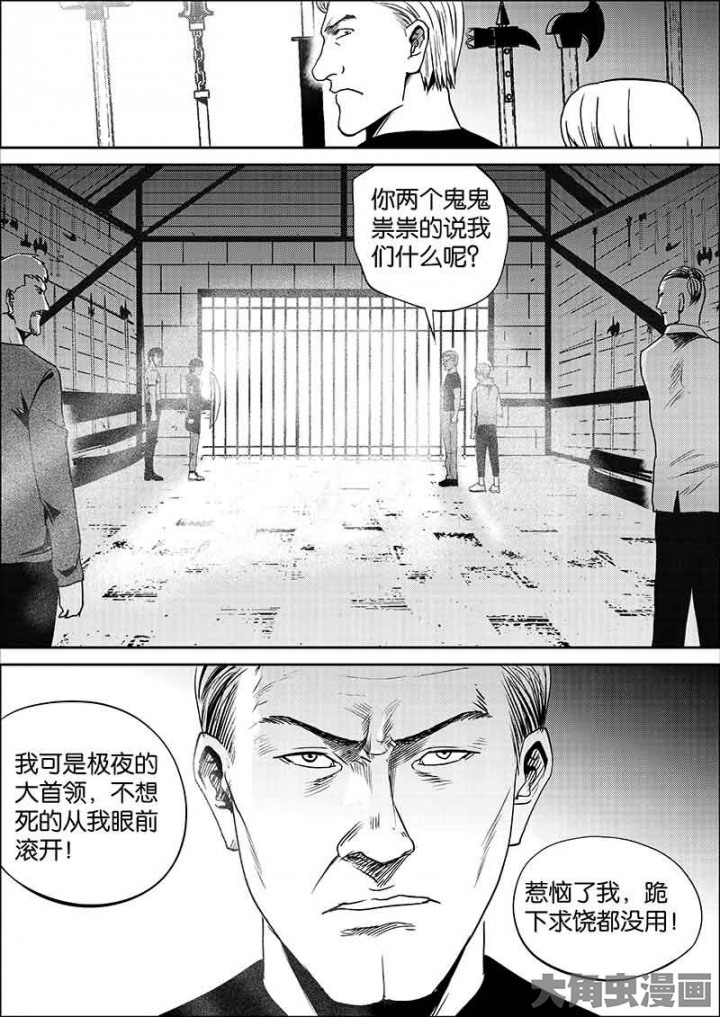 你两个鬼鬼
祟祟的说我
们什么呢?
我可是极夜的
大首领，不想
死的从我眼前
滚开！
惹恼了我，跪
下求饶都没用！
大角虫漫画